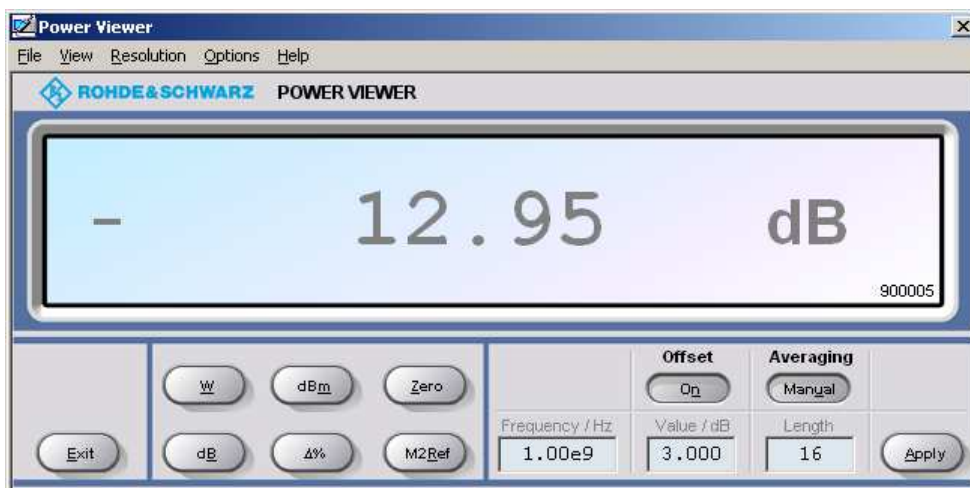 Power Viewer
File View Resolution Options Help
ROHDE&SCHWARZ POWER VIEWER
- 12.95 dB
900005
Offset Averaging
W dBm Zero On Manual
Frequency / Hz Value / dB Length
Exit dB Δ% M2Ref 1.00e9 3.000 16 Apply